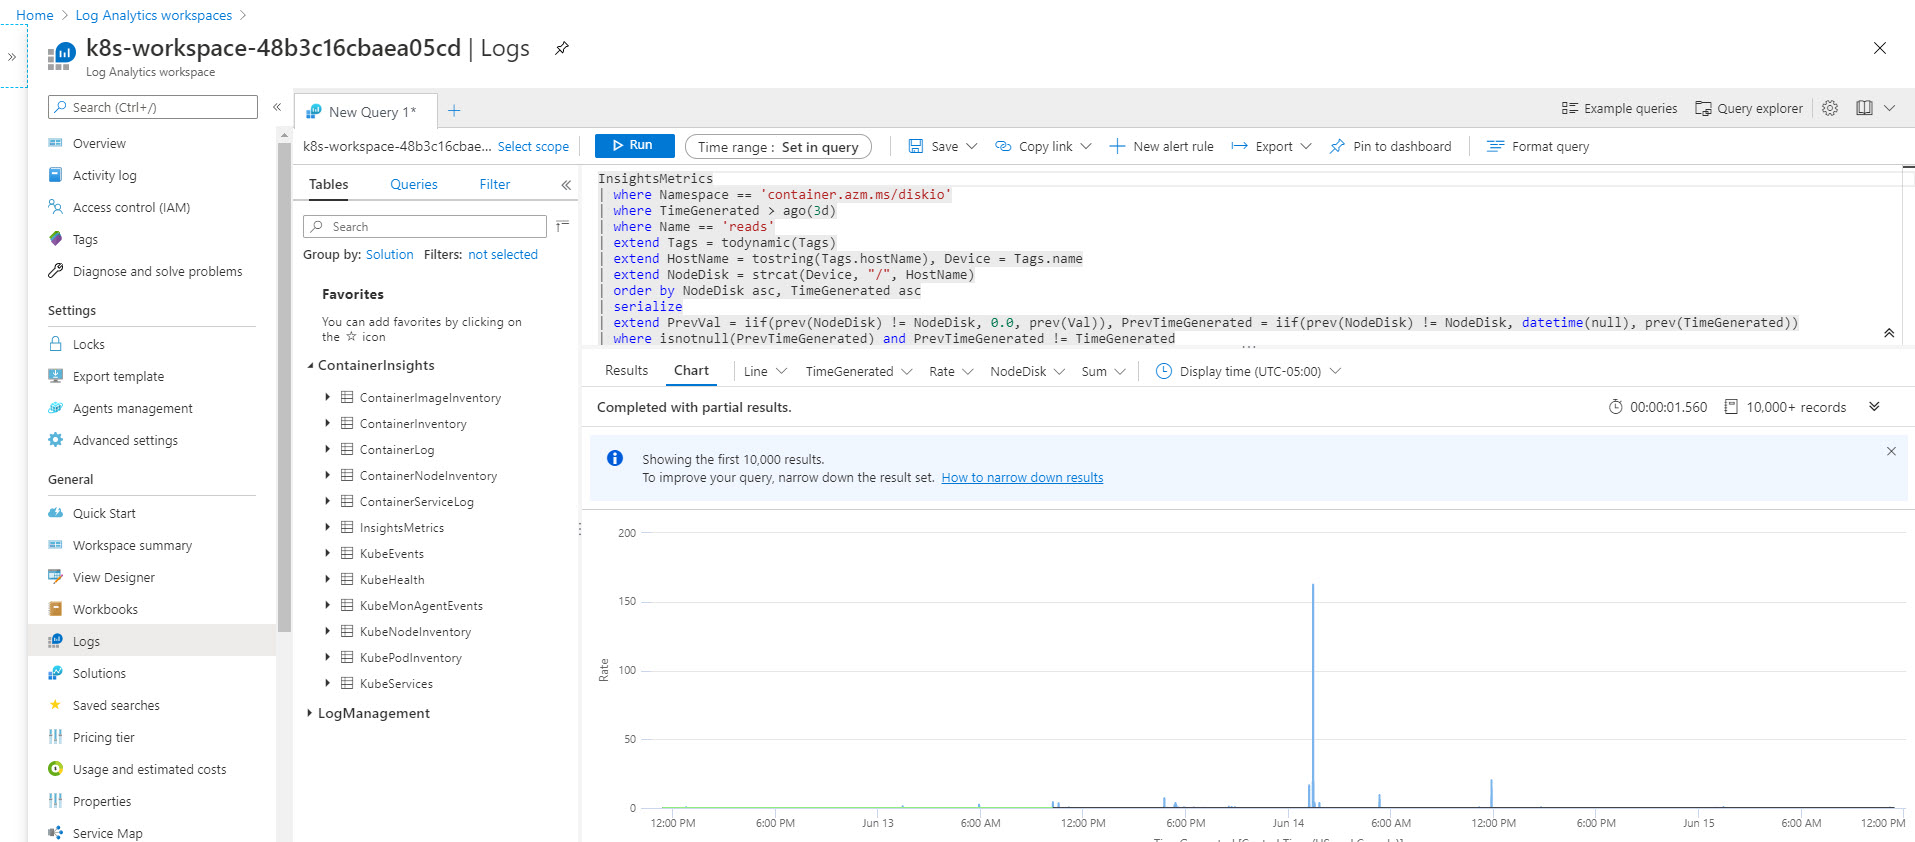 Home > Log Analytics workspaces >
»
k8s-workspace-48b3c16cbaea05cd | Logs
Log Analytics workspace
Search (Ctrl+/)
«
Overview
Activity log
Access control (IAM)
Tags
Diagnose and solve problems
Settings
Locks
Export template
Agents management
Advanced settings
General
Quick Start
Workspace summary
View Designer
Workbooks
Logs
Solutions
Saved searches
Pricing tier
Usage and estimated costs
Properties
Service Map
New Query 1*
+
Example queries
Query explorer
k8s-workspace-48b3c16cbae... Select scope
Run
Time range : Set in query
Save
Copy link
New alert rule
Export
Pin to dashboard
Format query
Tables
Queries
Filter
«
Search
Group by: Solution Filters: not selected
Favorites
You can add favorites by clicking on
the ☆ icon
ContainerInsights
ContainerImageInventory
ContainerInventory
ContainerLog
ContainerNodeInventory
ContainerServiceLog
InsightsMetrics
KubeEvents
KubeHealth
KubeMonAgentEvents
KubeNodeInventory
KubePodInventory
KubeServices
LogManagement
InsightsMetrics
| where Namespace == 'container.azm.ms/diskio'
| where TimeGenerated > ago(3d)
| where Name == 'reads'
| extend Tags = todynamic(Tags)
| extend HostName = tostring(Tags.hostName), Device = Tags.name
| extend NodeDisk = strcat(Device, "/", HostName)
| order by NodeDisk asc, TimeGenerated asc
| serialize
| extend PrevVal = iif(prev(NodeDisk) != NodeDisk, 0.0, prev(Val)), PrevTimeGenerated = iif(prev(NodeDisk) != NodeDisk, datetime(null), prev(TimeGenerated))
| where isnotnull(PrevTimeGenerated) and PrevTimeGenerated != TimeGenerated
Results
Chart
Line
TimeGenerated
Rate
NodeDisk
Sum
Display time (UTC-05:00)
Completed with partial results.
00:00:01.560
10,000+ records
Showing the first 10,000 results.
To improve your query, narrow down the result set. How to narrow down results
200
150
100
50
0
Rate
12:00 PM 6:00 PM Jun 13 6:00 AM 12:00 PM 6:00 PM Jun 14 6:00 AM 12:00 PM 6:00 PM Jun 15 6:00 AM 12:00 PM